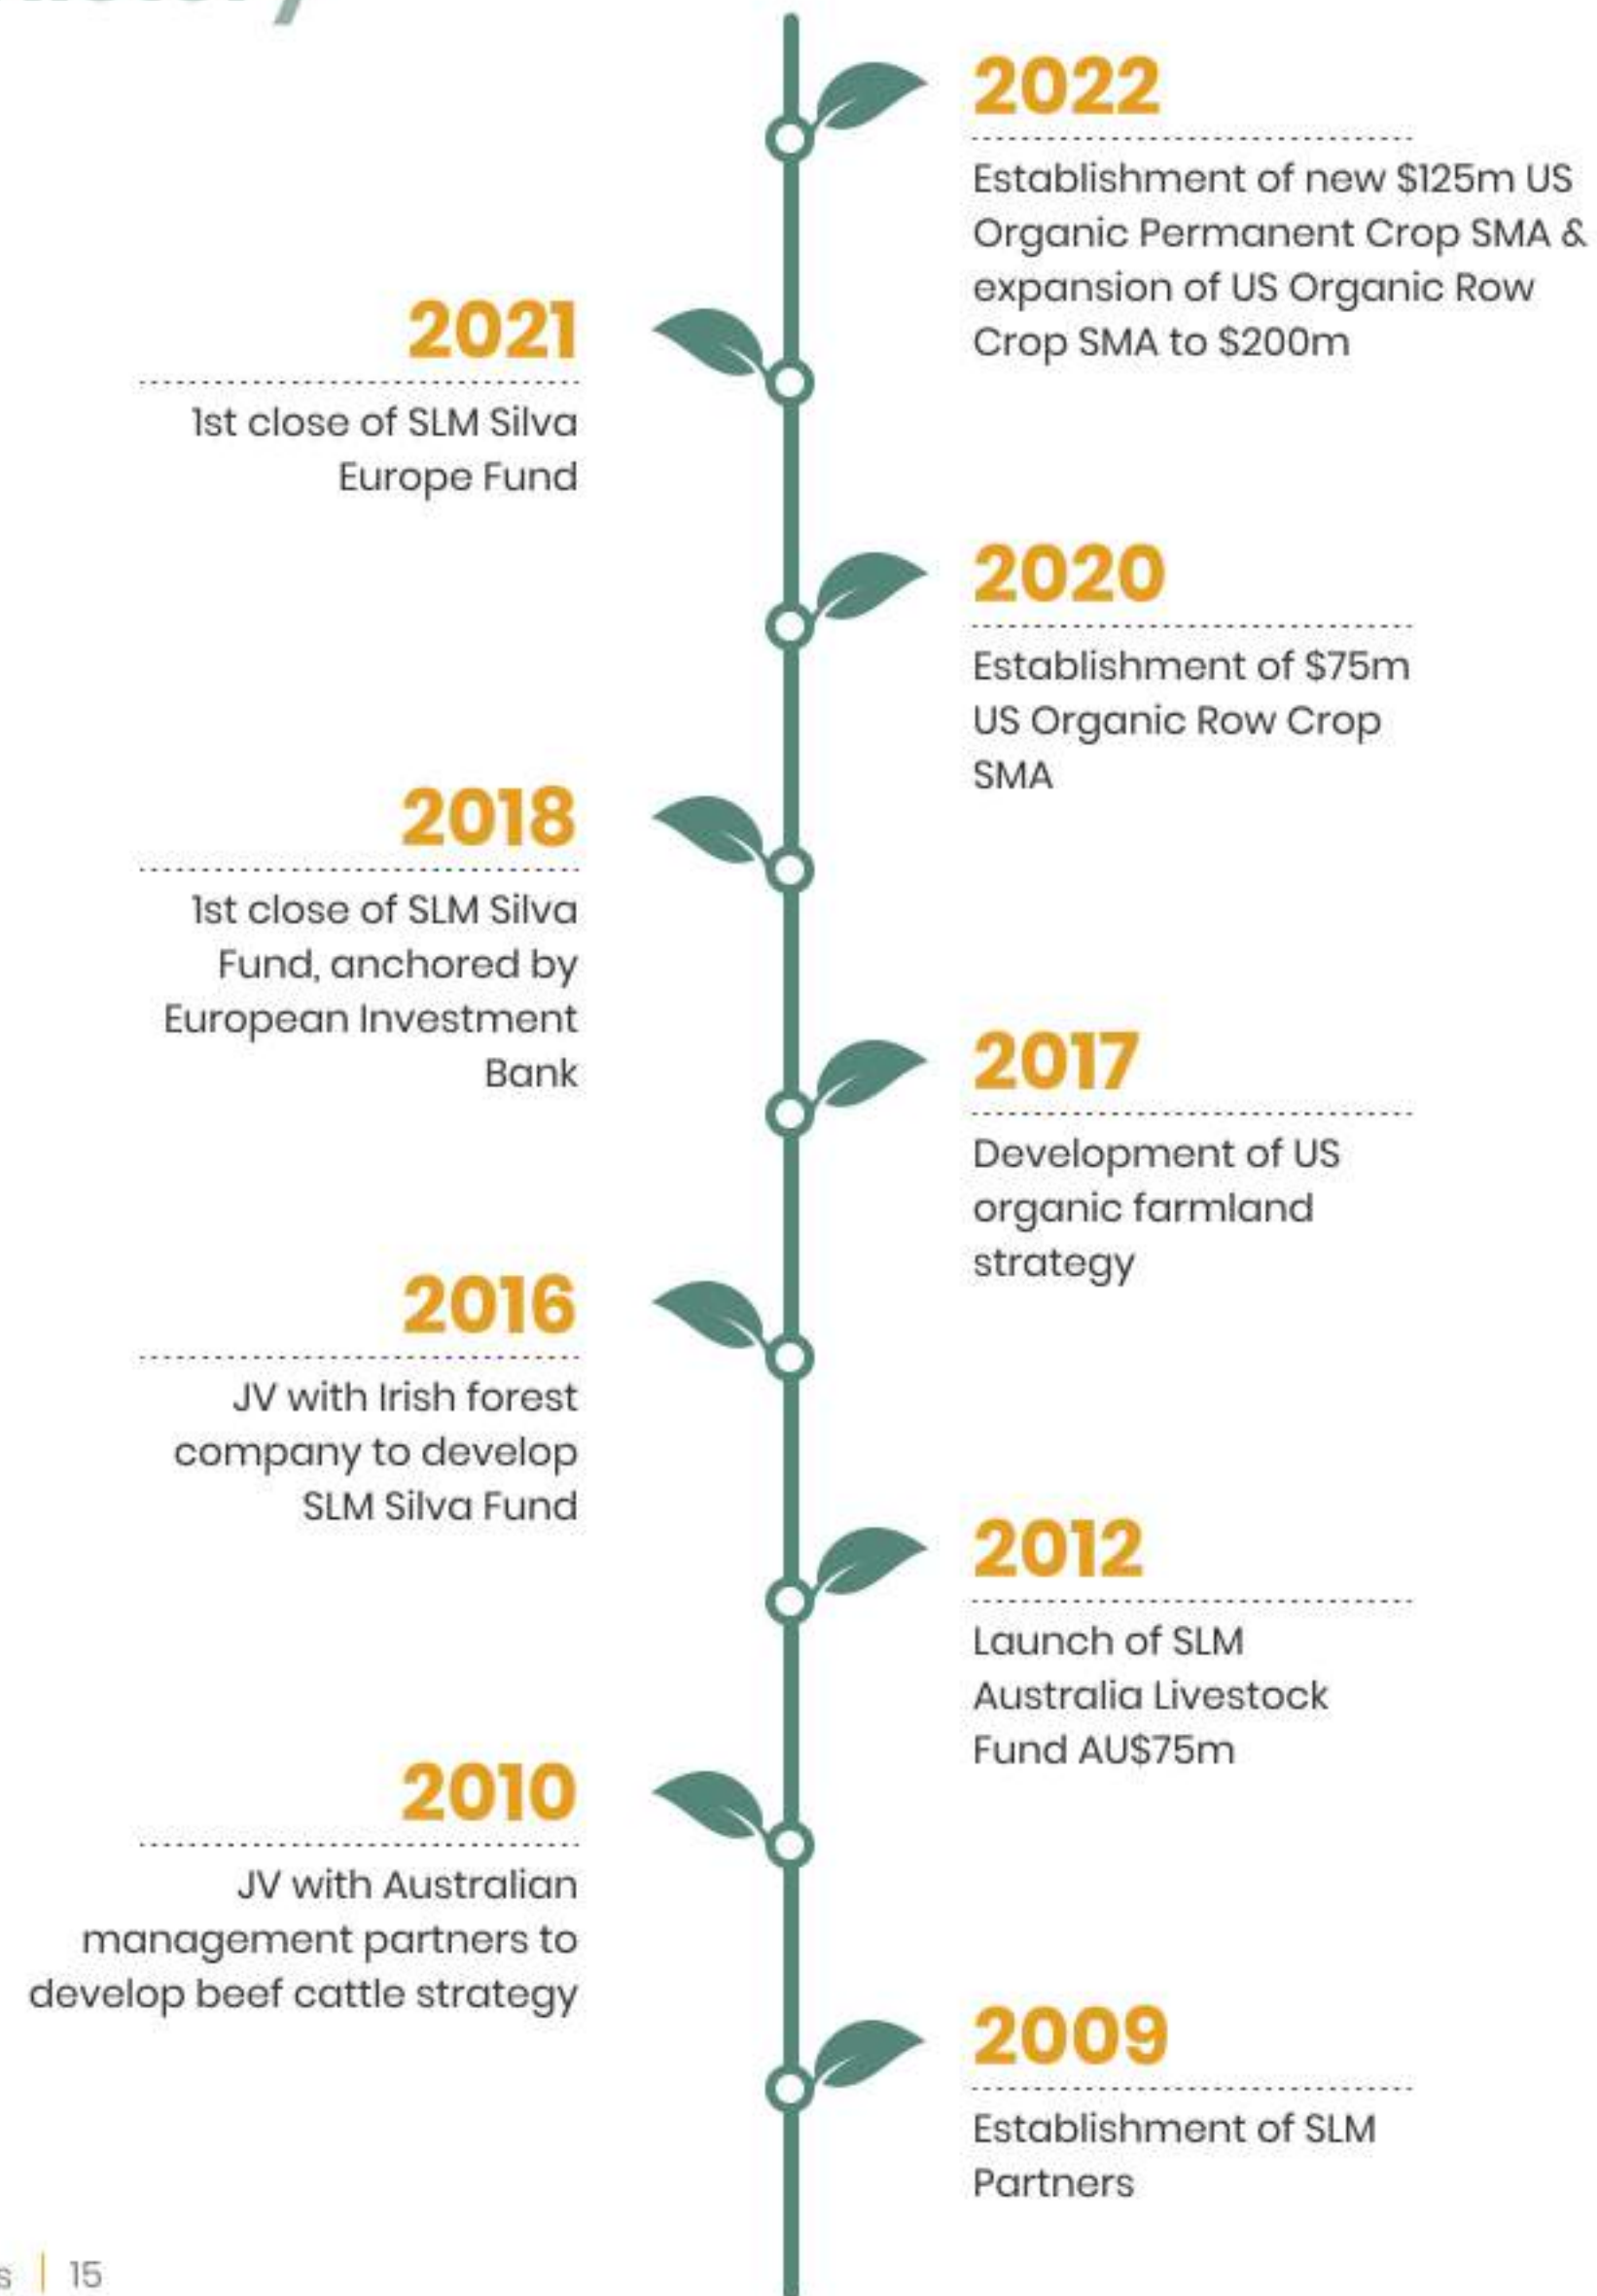 2022
Establishment of new $125m US
Organic Permanent Crop SMA &
expansion of US Organic Row
Crop SMA to $200m
2021
1st close of SLM Silva
Europe Fund
2020
Establishment of $75m
US Organic Row Crop
SMA
2018
1st close of SLM Silva
Fund, anchored by
European Investment
Bank
2017
Development of US
organic farmland
strategy
2016
JV with Irish forest
company to develop
SLM Silva Fund
2012
Launch of SLM
Australia Livestock
Fund AU$75m
2010
JV with Australian
management partners to
develop beef cattle strategy
2009
Establishment of SLM
Partners
s | 15